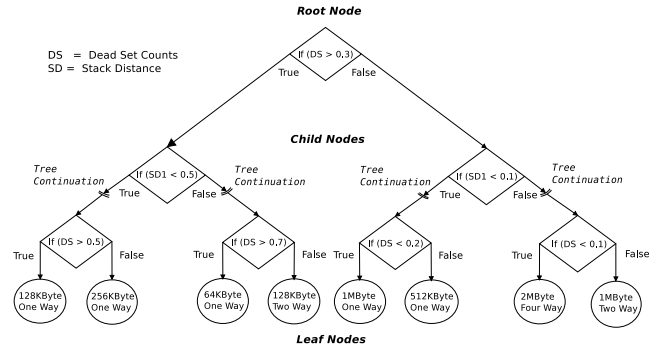 Root Node
DS = Dead Set Counts
SD = Stack Distance
If (DS > 0.3)
True
False
Child Nodes
Tree
Continuation
If (SD1 < 0.5)
True
False
Tree
Continuation
Tree
Continuation
If (SD1 < 0.1)
True
False
Tree
Continuation
If (DS > 0.5)
True
False
If (DS > 0.7)
True
False
If (DS < 0.2)
True
False
If (DS < 0.1)
True
False
128KByte
One Way
256KByte
One Way
64KByte
One Way
128KByte
Two Way
1MByte
One Way
512KByte
One Way
2MByte
Four Way
1MByte
Two Way
Leaf Nodes